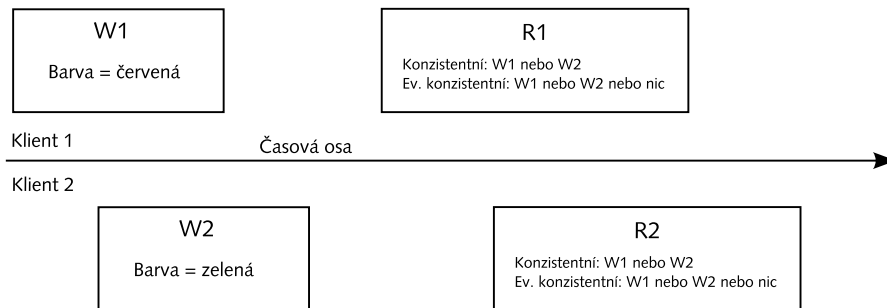 W1
Barva = červená
R1
Konzistentní: W1 nebo W2
Ev. konzistentní: W1 nebo W2 nebo nic
Klient 1
Časová osa
Klient 2
W2
Barva = zelená
R2
Konzistentní: W1 nebo W2
Ev. konzistentní: W1 nebo W2 nebo nic